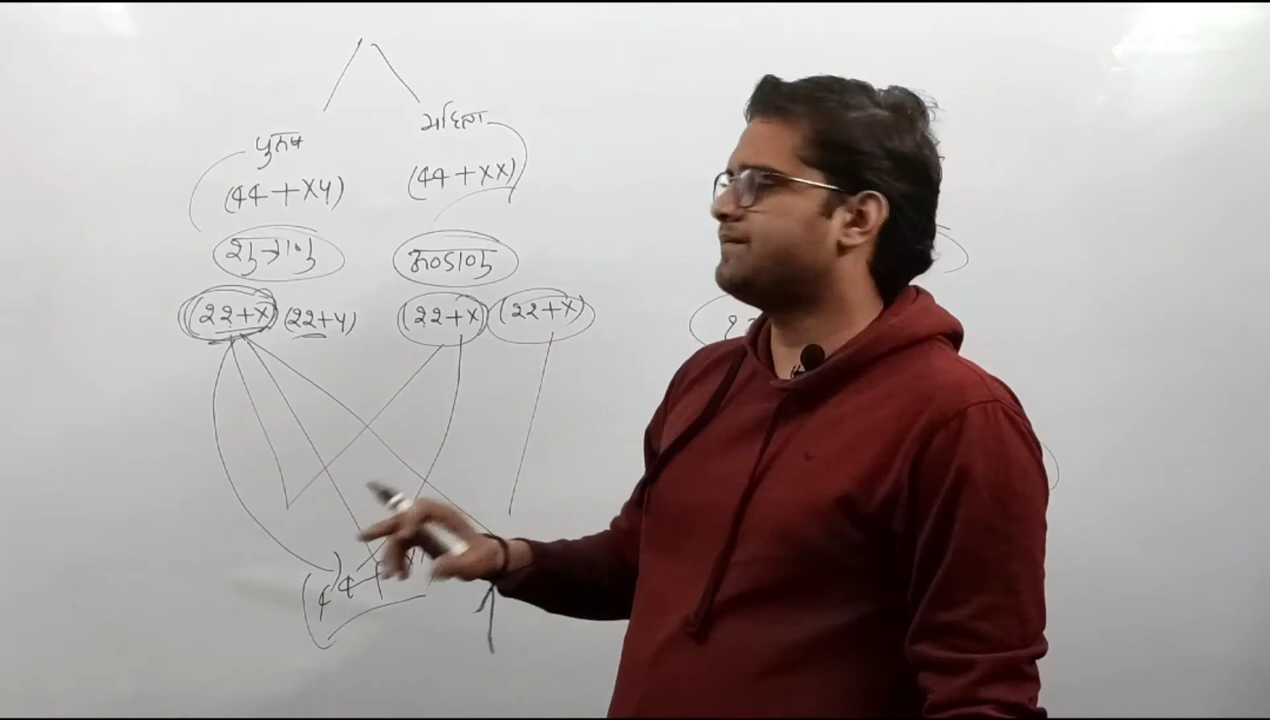 पुरुष
महिला
(44+XY)
(44+XX)
शुक्राणु
अण्डाणु
(22+X) (22+Y)
(22+X) (22+X)